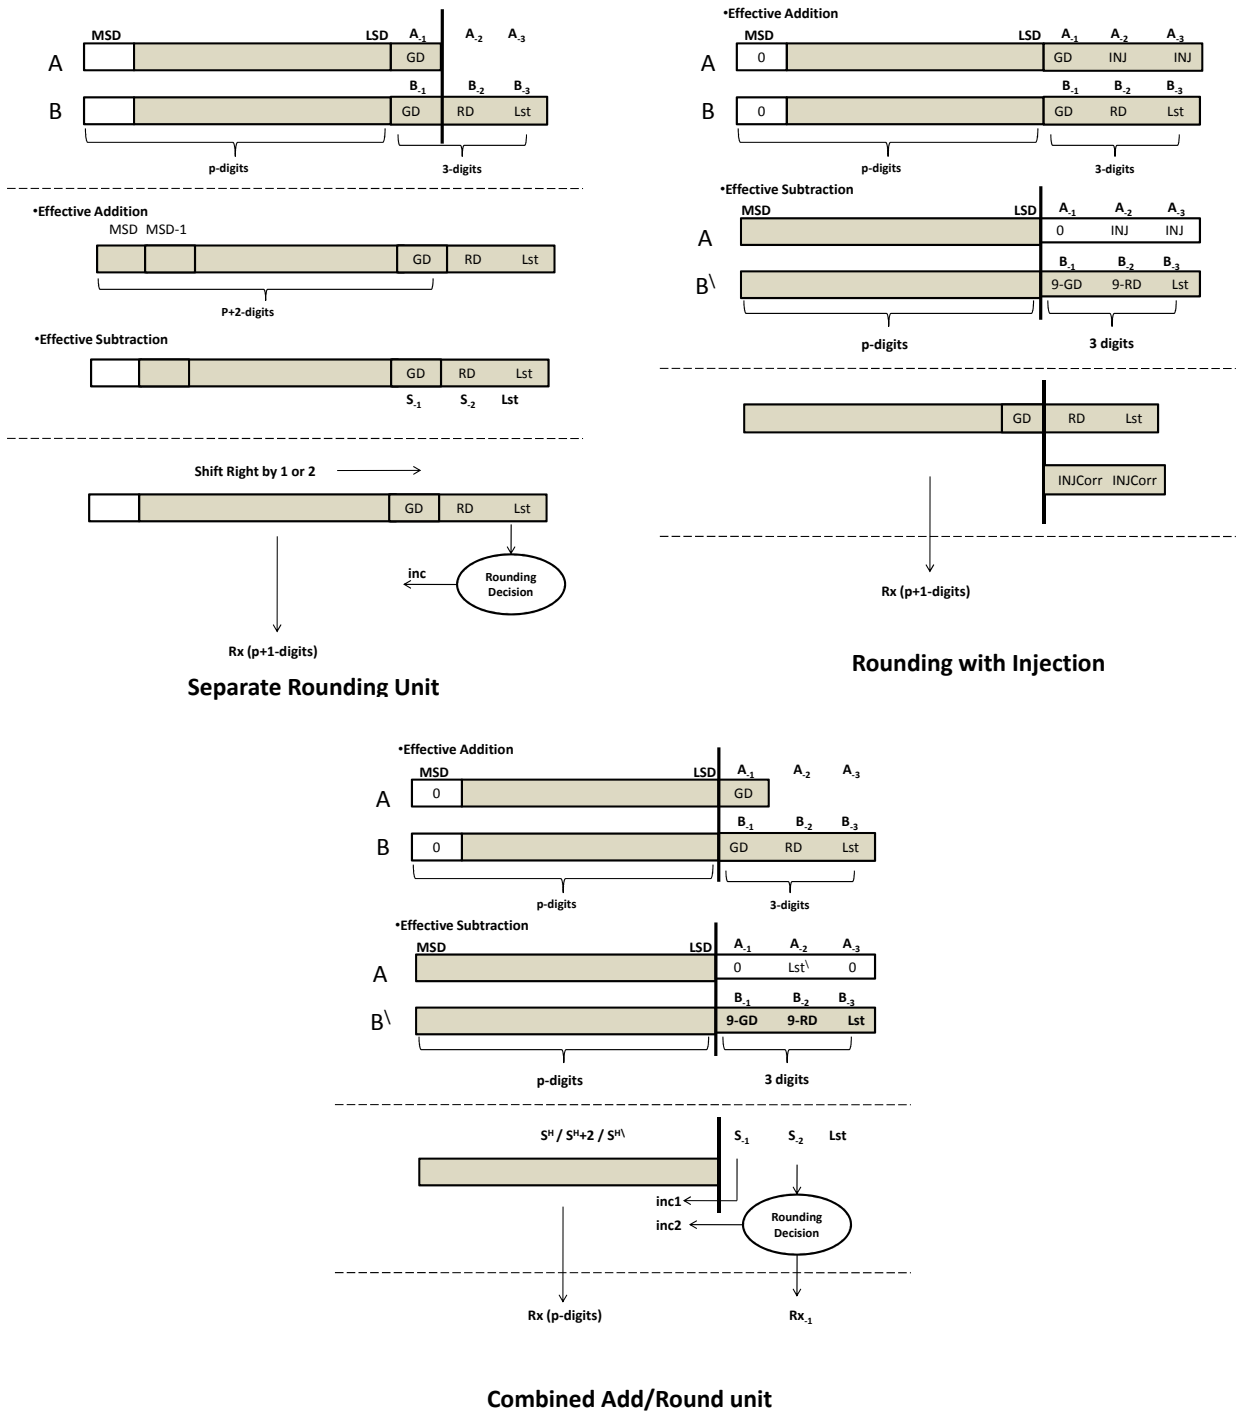 MSD LSD A-1 A-2 A-3
A GD
B-1 B-2 B-3
B GD RD Lst
p-digits 3-digits
•Effective Addition
MSD MSD-1
GD RD Lst
P+2-digits
•Effective Subtraction
GD RD Lst
S-1 S-2 Lst
Shift Right by 1 or 2
GD RD Lst
inc
Rounding
Decision
Rx (p+1-digits)
Separate Rounding Unit
•Effective Addition
MSD LSD A-1 A-2 A-3
A 0 GD INJ INJ
B-1 B-2 B-3
B 0 GD RD Lst
p-digits 3-digits
•Effective Subtraction
MSD LSD A-1 A-2 A-3
A 0 INJ INJ
B-1 B-2 B-3
B\ 9-GD 9-RD Lst
p-digits 3 digits
GD RD Lst
INJCorr INJCorr
Rx (p+1-digits)
Rounding with Injection
•Effective Addition
MSD LSD A-1 A-2 A-3
A 0 GD
B-1 B-2 B-3
B 0 GD RD Lst
p-digits 3-digits
•Effective Subtraction
MSD LSD A-1 A-2 A-3
A 0 Lst\ 0
B-1 B-2 B-3
B\ 9-GD 9-RD Lst
p-digits 3 digits
SH / SH+2 / SH\ S-1 S-2 Lst
inc1
inc2
Rounding
Decision
Rx (p-digits) Rx-1
Combined Add/Round unit